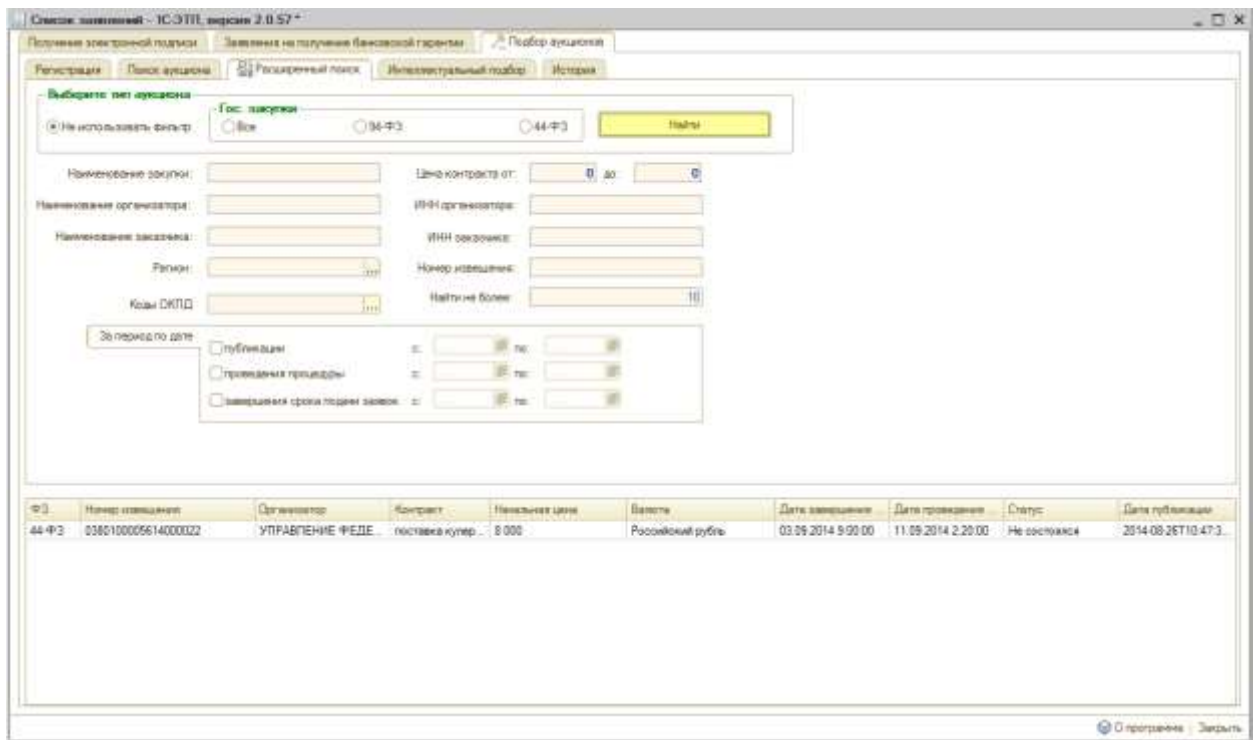 Список заявлений - 1С-ЭТП, версия 2.0.57 *
Получение электронной подписи Заявления на получение банковской гарантии Подбор аукционов
Регистрация Поиск аукциона Расширенный поиск Интеллектуальный подбор История
Выберите тип аукциона
Гос. закупки
Не использовать фильтр Все 94-ФЗ 44-ФЗ Найти
Наименование закупки: Цена контракта от: 0 до: 0
Наименование организатора: ИНН организатора:
Наименование заказчика: ИНН заказчика:
Регион: ... Номер извещения:
Коды ОКПД ... Найти не более: 10
За период по дате
публикации с: по:
проведения процедуры с: по:
завершения срока подачи заявок с: по:
ФЗ Номер извещения Организатор Контракт Начальная цена Валюта Дата завершения Дата проведения Статус Дата публикации
44-ФЗ 0380100005614000022 УПРАВЛЕНИЕ ФЕДЕ... поставка кулер... 8 000 Российский рубль 03.09.2014 9:00:00 11.09.2014 2:20:00 Не состоялся 2014-08-26T10:47:3...
О программе Закрыть